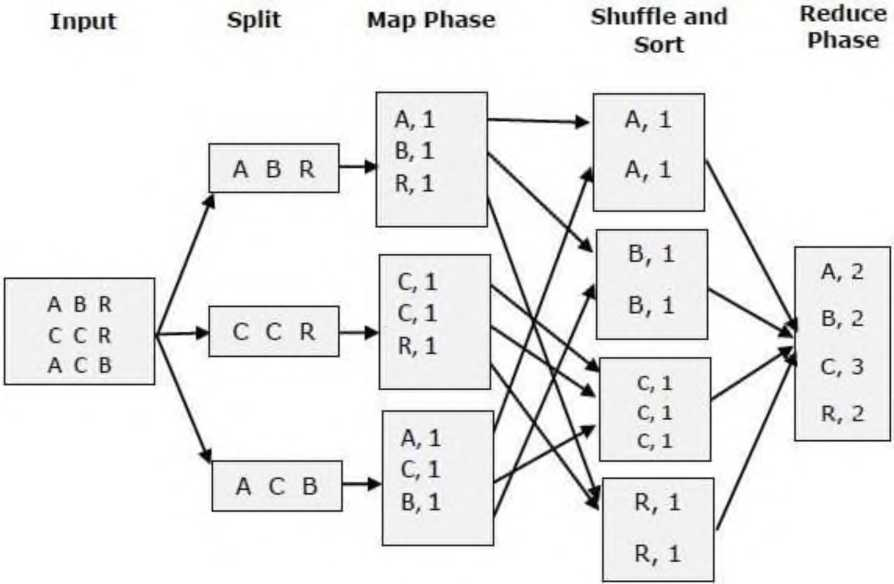 Input
Split
Map Phase
Shuffle and
Sort
Reduce
Phase
A B R
C C R
A C B
A B R
C C R
A C B
A, 1
B, 1
R, 1
C, 1
C, 1
R, 1
A, 1
C, 1
B, 1
A, 1
A, 1
B, 1
B, 1
C, 1
C, 1
C, 1
R, 1
R, 1
A, 2
B, 2
C, 3
R, 2